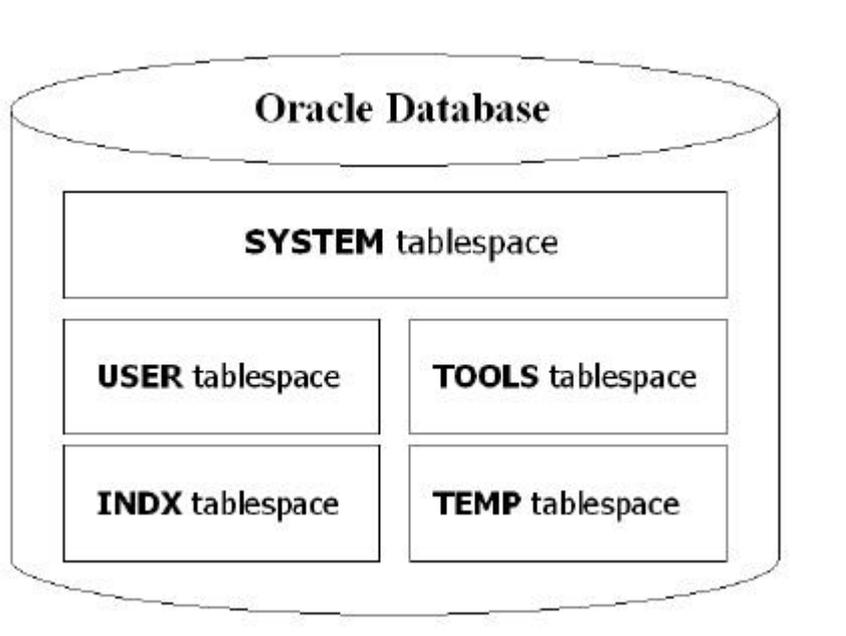 Oracle Database
SYSTEM tablespace
USER tablespace
TOOLS tablespace
INDX tablespace
TEMP tablespace